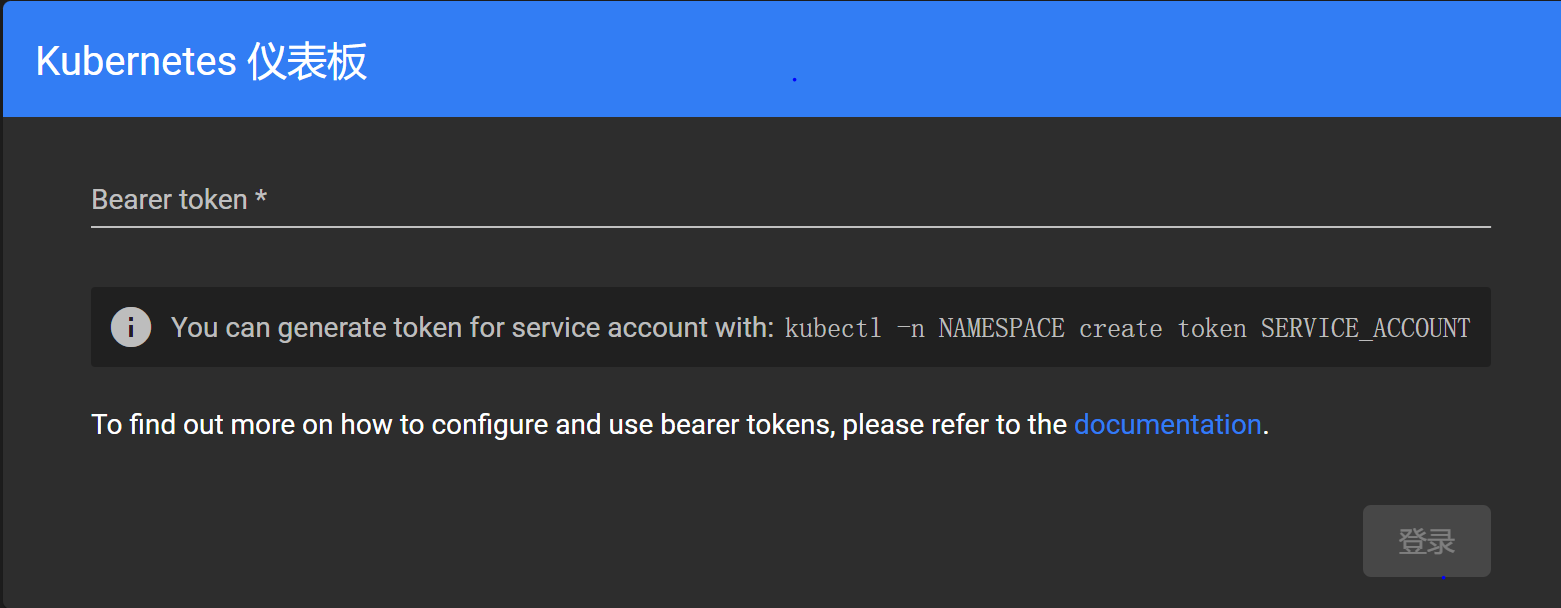 Kubernetes 仪表板
Bearer token *
You can generate token for service account with: kubectl -n NAMESPACE create token SERVICE_ACCOUNT
To find out more on how to configure and use bearer tokens, please refer to the documentation.
登录